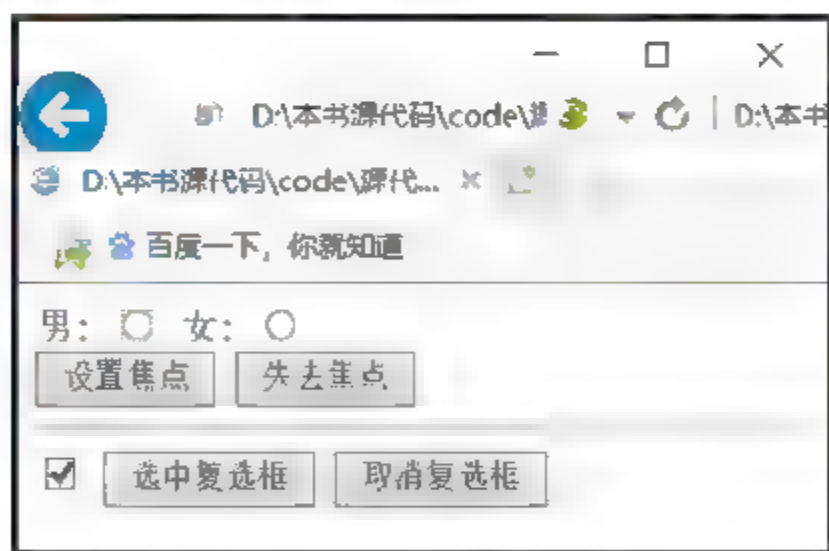 D:\本书源代码\code\ D:\本书
D:\本书源代码\code\源代...
百度一下，你就知道
男： 女：
设置焦点 失去焦点
选中复选框 取消复选框